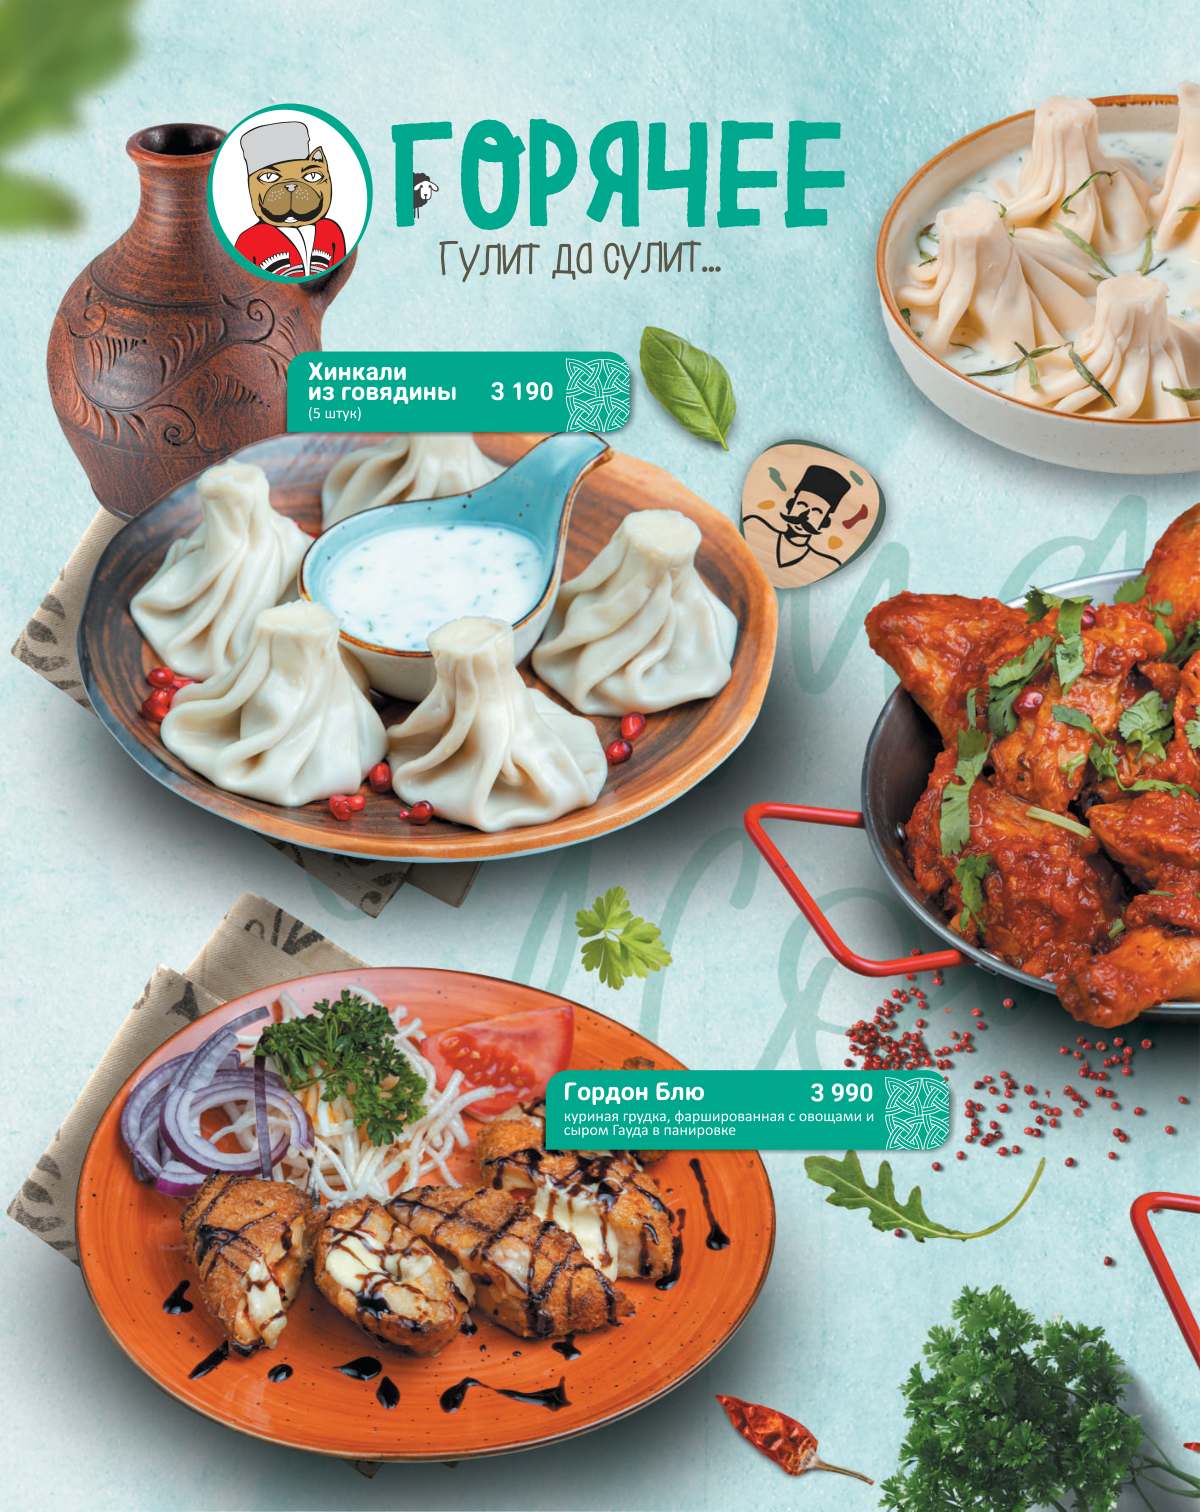 ГОРЯЧЕЕ
ГУЛИТ ДА СУЛИТ...
Хинкали
из говядины 3 190
(5 штук)
Гордон Блю 3 990
куриная грудка, фаршированная с овощами и
сыром Гауда в панировке